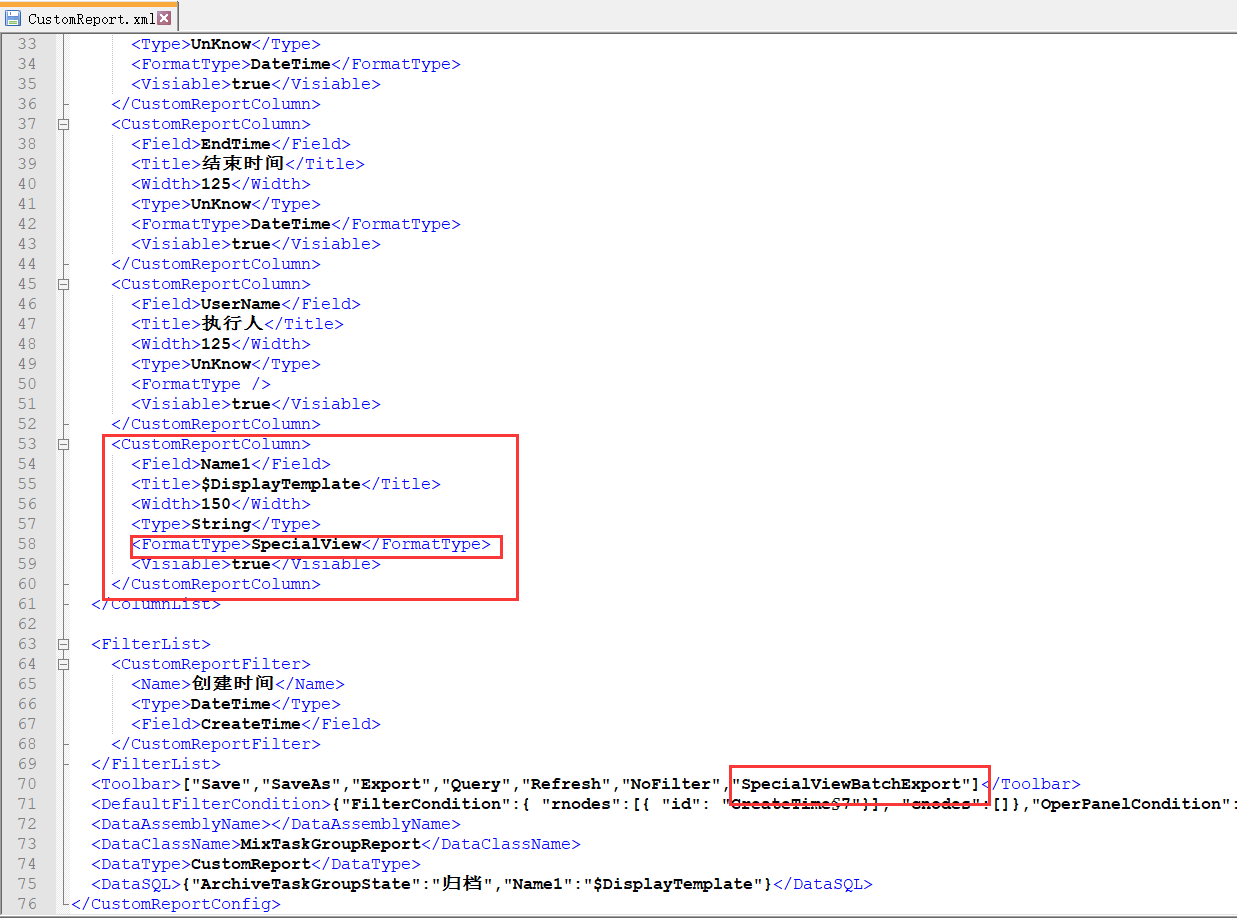 CustomReport.xml
33 <Type>UnKnow</Type>
34 <FormatType>DateTime</FormatType>
35 <Visiable>true</Visiable>
36 </CustomReportColumn>
37 <CustomReportColumn>
38 <Field>EndTime</Field>
39 <Title>结束时间</Title>
40 <Width>125</Width>
41 <Type>UnKnow</Type>
42 <FormatType>DateTime</FormatType>
43 <Visiable>true</Visiable>
44 </CustomReportColumn>
45 <CustomReportColumn>
46 <Field>UserName</Field>
47 <Title>执行人</Title>
48 <Width>125</Width>
49 <Type>UnKnow</Type>
50 <FormatType />
51 <Visiable>true</Visiable>
52 </CustomReportColumn>
53 <CustomReportColumn>
54 <Field>Name1</Field>
55 <Title>$DisplayTemplate</Title>
56 <Width>150</Width>
57 <Type>String</Type>
58 <FormatType>SpecialView</FormatType>
59 <Visiable>true</Visiable>
60 </CustomReportColumn>
61 </ColumnList>
62
63 <FilterList>
64 <CustomReportFilter>
65 <Name>创建时间</Name>
66 <Type>DateTime</Type>
67 <Field>CreateTime</Field>
68 </CustomReportFilter>
69 </FilterList>
70 <Toolbar>["Save","SaveAs","Export","Query","Refresh","NoFilter","SpecialViewBatchExport"]</Toolbar>
71 <DefaultFilterCondition>{"FilterCondition":{ "rnodes":[{ "id": "CreateTime§7"}], "snodes":[]},"OperPanelCondition":
72 <DataAssemblyName></DataAssemblyName>
73 <DataClassName>MixTaskGroupReport</DataClassName>
74 <DataType>CustomReport</DataType>
75 <DataSQL>{"ArchiveTaskGroupState":"归档","Name1":"$DisplayTemplate"}</DataSQL>
76 </CustomReportConfig>